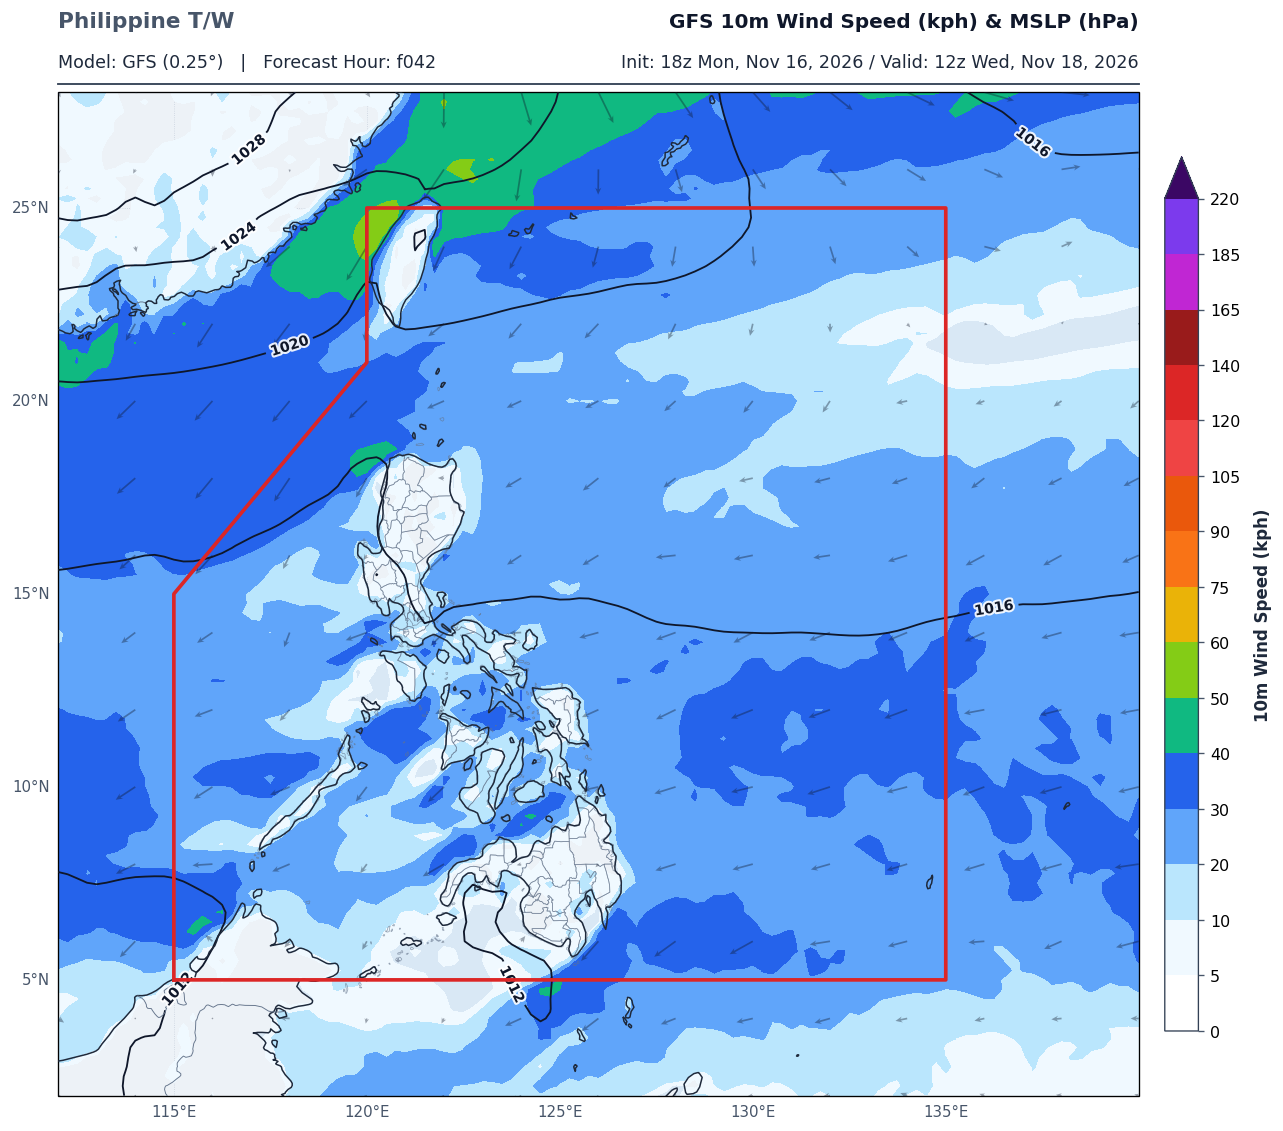 Philippine T/W
GFS 10m Wind Speed (kph) & MSLP (hPa)
Model: GFS (0.25°)   |   Forecast Hour: f042
Init: 18z Mon, Nov 16, 2026 / Valid: 12z Wed, Nov 18, 2026
1028
1016
1024
1020
1016
1012
1012
25°N
20°N
15°N
10°N
5°N
115°E
120°E
125°E
130°E
135°E
220
185
165
140
120
105
90
75
60
50
40
30
20
10
5
0
10m Wind Speed (kph)